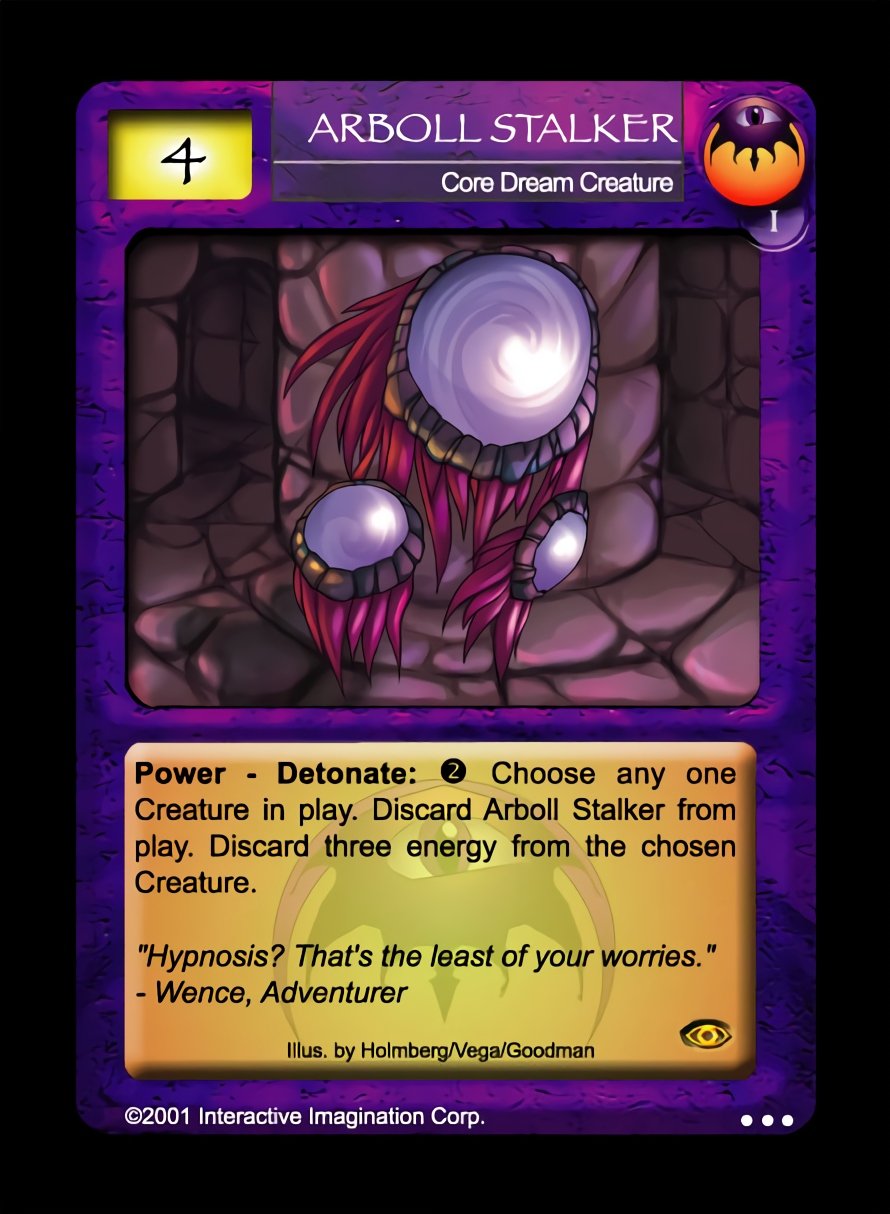 4
ARBOLL STALKER
Core Dream Creature
I
Power - Detonate: ❷ Choose any one
Creature in play. Discard Arboll Stalker from
play. Discard three energy from the chosen
Creature.
"Hypnosis? That's the least of your worries."
- Wence, Adventurer
Illus. by Holmberg/Vega/Goodman
©2001 Interactive Imagination Corp.